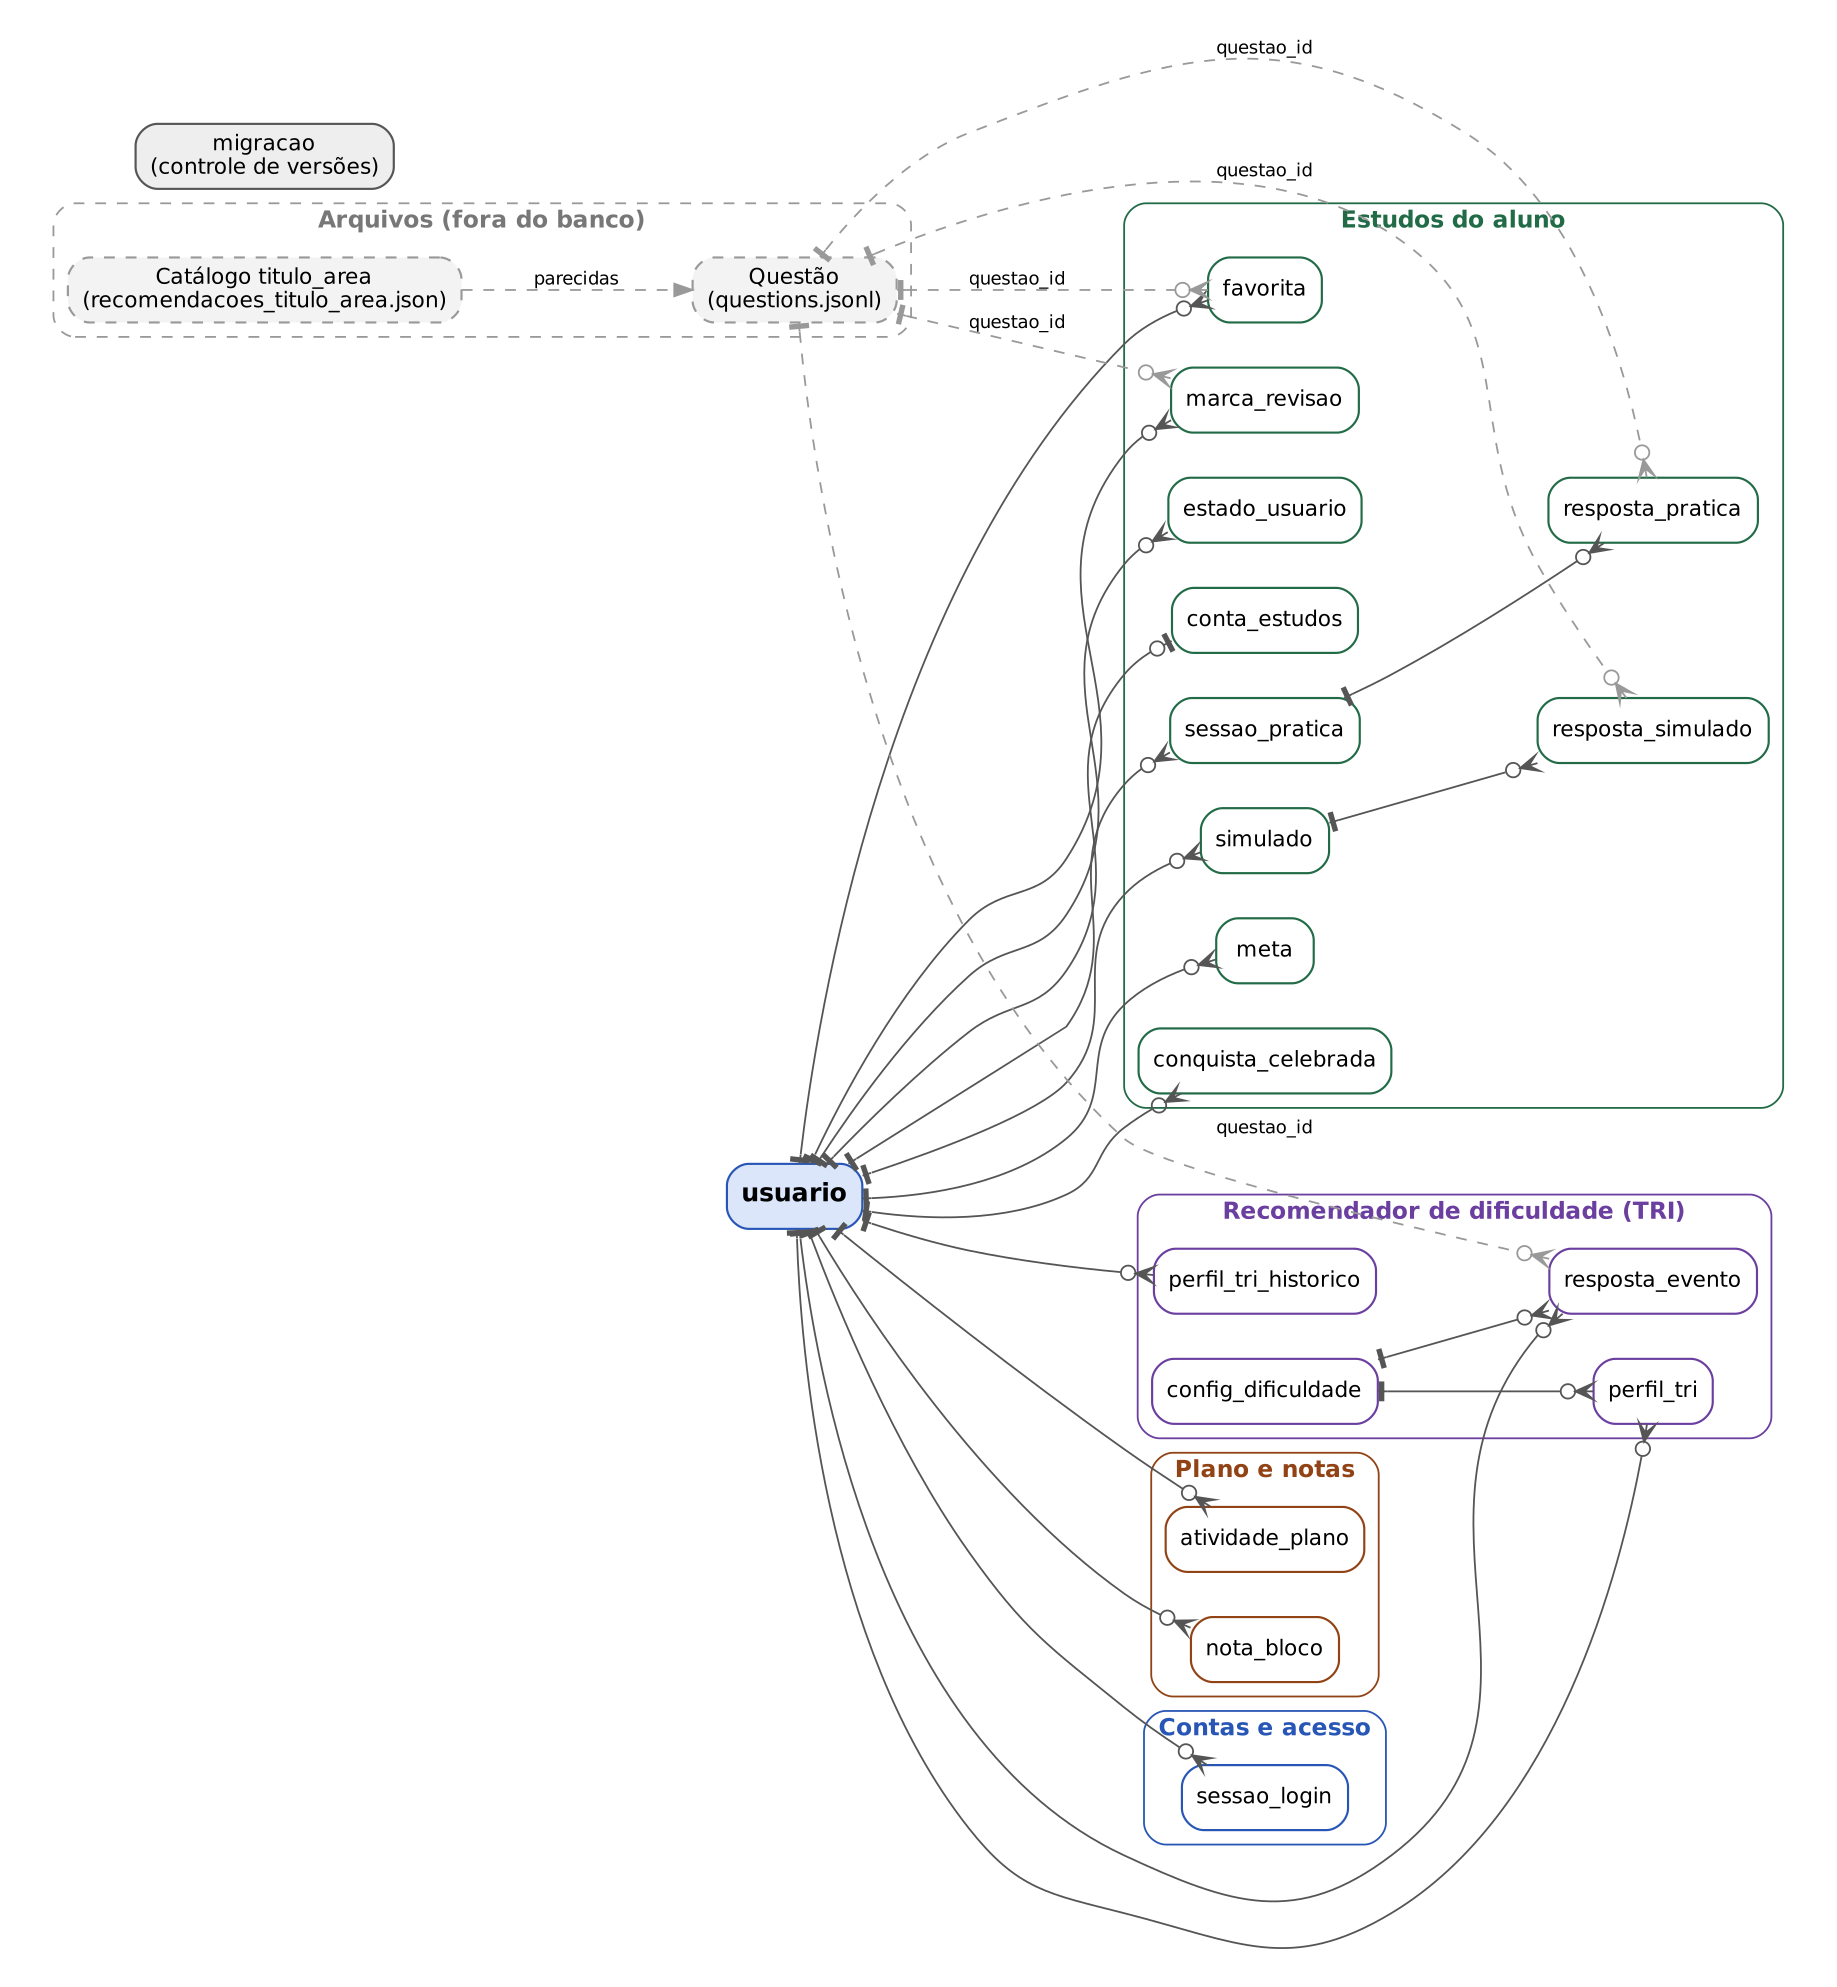 questao_id
migracao
(controle de versões)
questao_id
Arquivos (fora do banco)
Estudos do aluno
Catálogo titulo_area
(recomendacoes_titulo_area.json)
parecidas
Questão
(questions.jsonl)
questao_id
favorita
questao_id
marca_revisao
estado_usuario
resposta_pratica
conta_estudos
sessao_pratica
resposta_simulado
simulado
meta
conquista_celebrada
questao_id
usuario
Recomendador de dificuldade (TRI)
perfil_tri_historico
resposta_evento
config_dificuldade
perfil_tri
Plano e notas
atividade_plano
nota_bloco
Contas e acesso
sessao_login